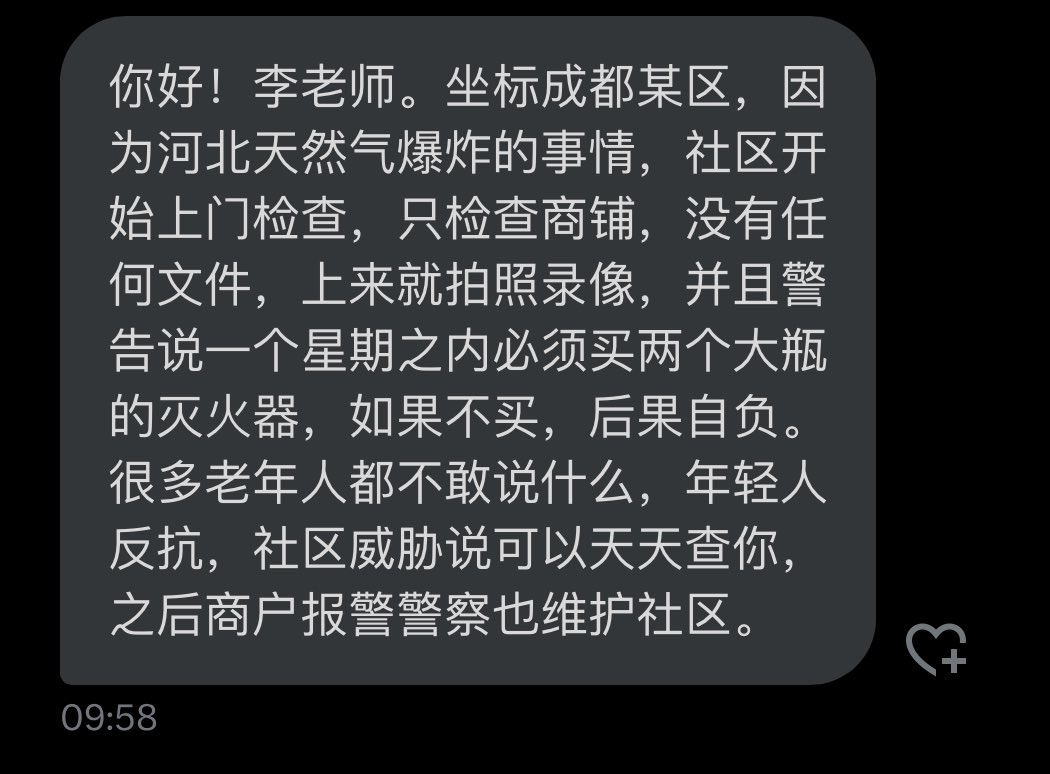 你好！李老师。坐标成都某区，因
为河北天然气爆炸的事情，社区开
始上门检查，只检查商铺，没有任
何文件，上来就拍照录像，并且警
告说一个星期之内必须买两个大瓶
的灭火器，如果不买，后果自负。
很多老年人都不敢说什么，年轻人
反抗，社区威胁说可以天天查你，
之后商户报警警察也维护社区。
09:58